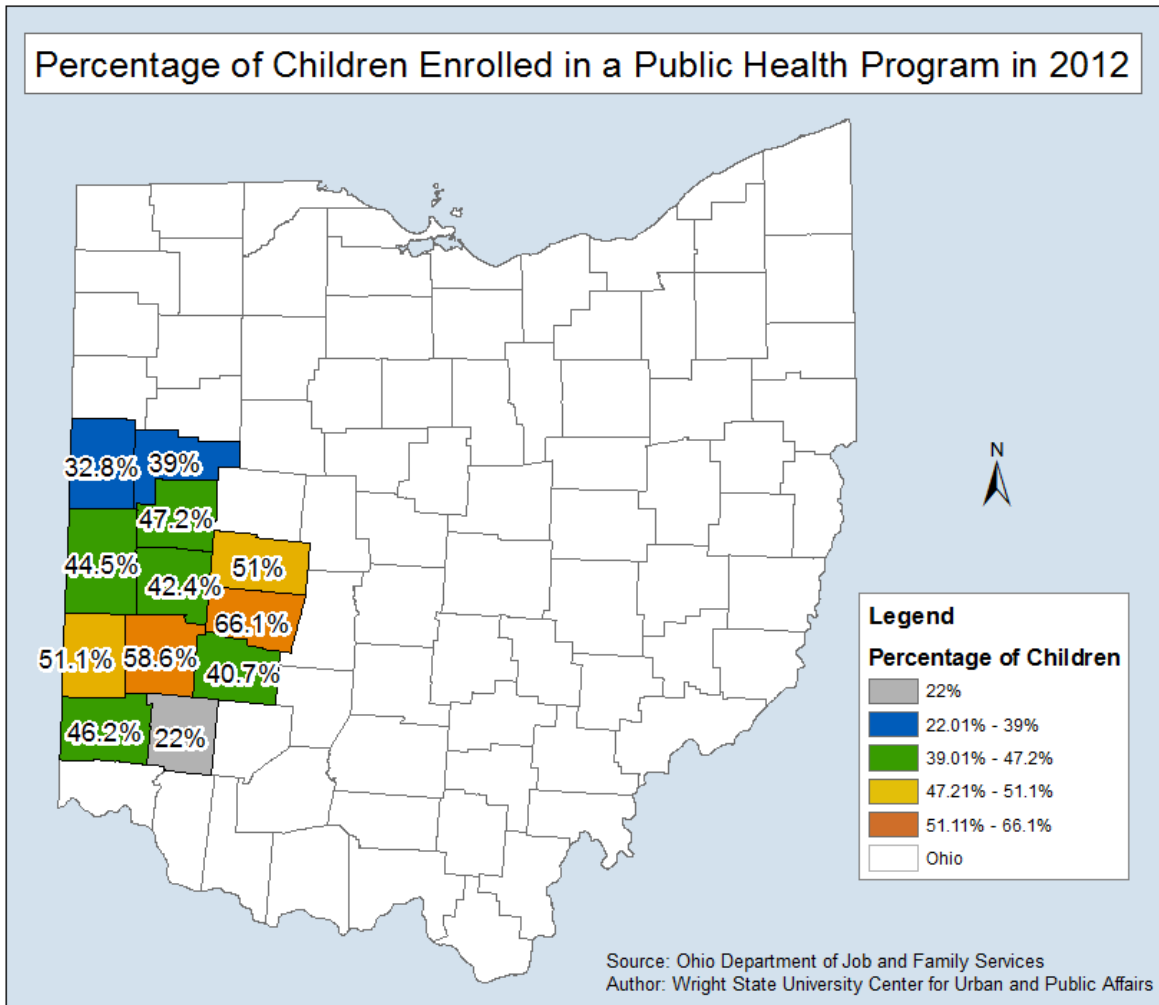 Percentage of Children Enrolled in a Public Health Program in 2012
32.8%
39%
47.2%
44.5%
42.4%
51%
66.1%
51.1%
58.6%
40.7%
46.2%
22%
N
Legend
Percentage of Children
22%
22.01% - 39%
39.01% - 47.2%
47.21% - 51.1%
51.11% - 66.1%
Ohio
Source: Ohio Department of Job and Family Services
Author: Wright State University Center for Urban and Public Affairs